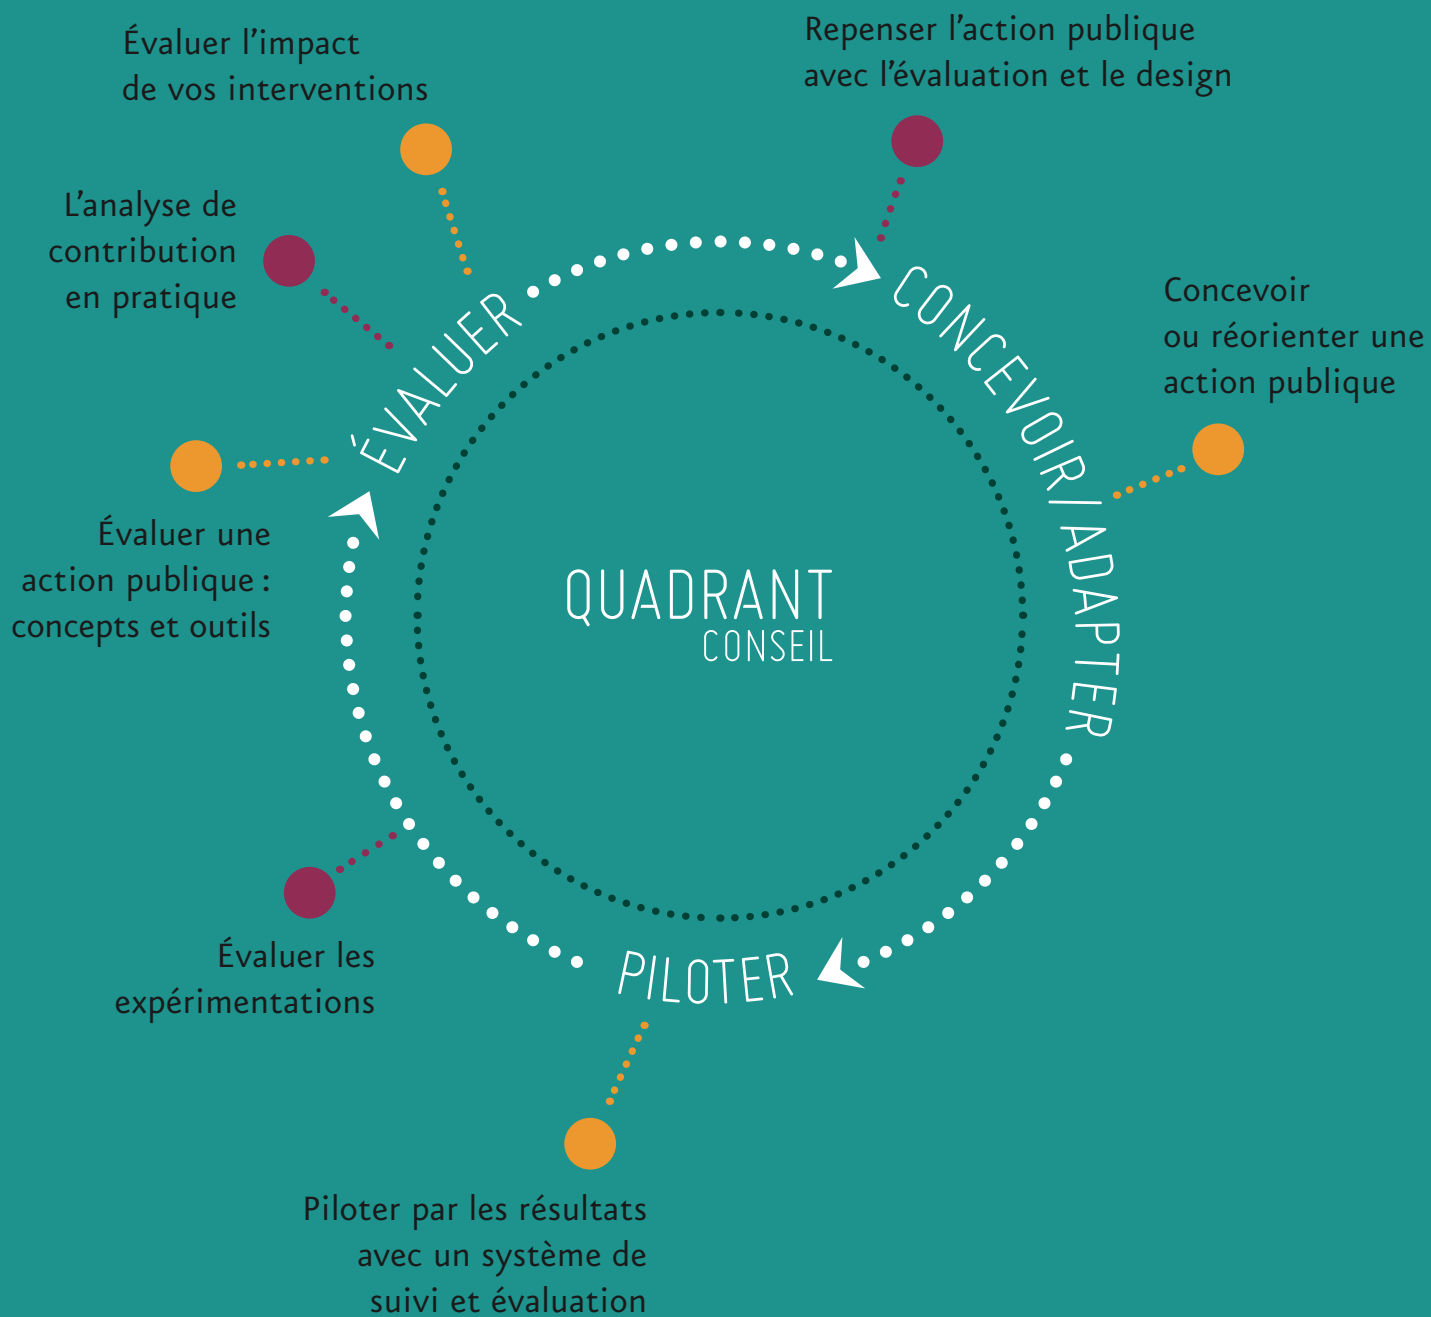 Évaluer l’impact
de vos interventions
Repenser l’action publique
avec l’évaluation et le design
L’analyse de
contribution
en pratique
Concevoir
ou réorienter une
action publique
ÉVALUER
CONCEVOIR / ADAPTER
Évaluer une
action publique :
concepts et outils
QUADRANT
CONSEIL
Évaluer les
expérimentations
PILOTER
Piloter par les résultats
avec un système de
suivi et évaluation